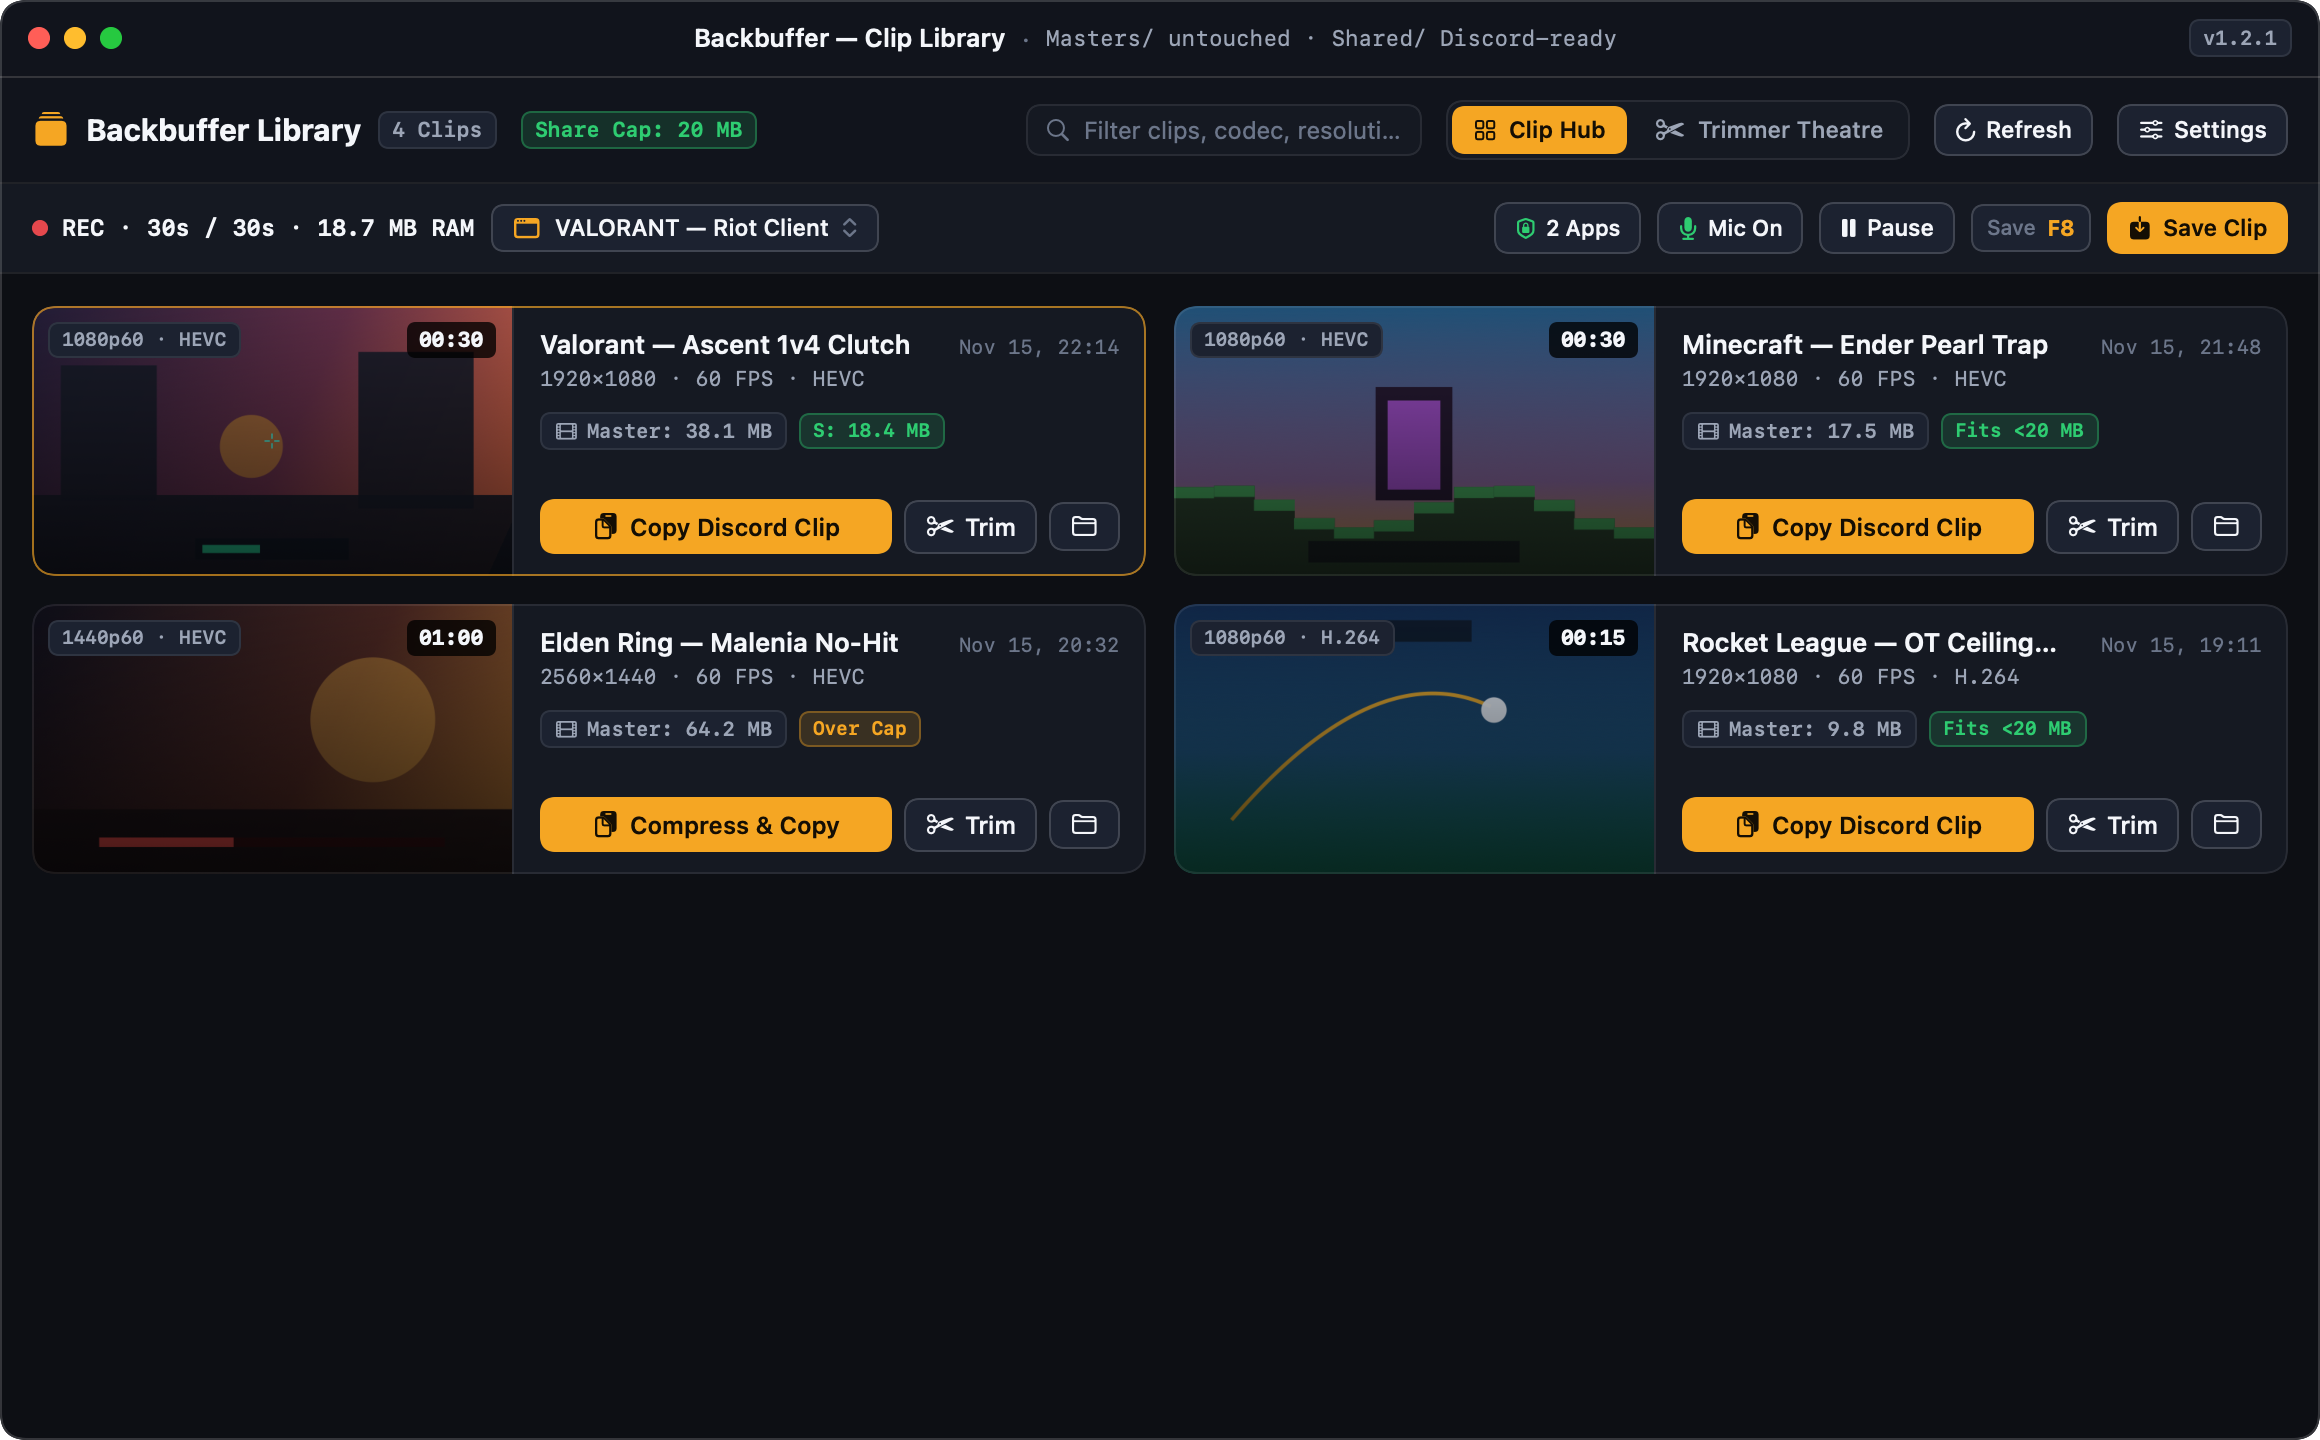 Backbuffer — Clip Library · Masters/ untouched · Shared/ Discord-ready
v1.2.1
Backbuffer Library
4 Clips
Share Cap: 20 MB
Filter clips, codec, resoluti...
Clip Hub
Trimmer Theatre
Refresh
Settings
REC · 30s / 30s · 18.7 MB RAM
VALORANT — Riot Client
2 Apps
Mic On
Pause
Save F8
Save Clip
1080p60 · HEVC
00:30
Valorant — Ascent 1v4 Clutch
Nov 15, 22:14
1920×1080 · 60 FPS · HEVC
Master: 38.1 MB
S: 18.4 MB
Copy Discord Clip
Trim
1080p60 · HEVC
00:30
Minecraft — Ender Pearl Trap
Nov 15, 21:48
1920×1080 · 60 FPS · HEVC
Master: 17.5 MB
Fits <20 MB
Copy Discord Clip
Trim
1440p60 · HEVC
01:00
Elden Ring — Malenia No-Hit
Nov 15, 20:32
2560×1440 · 60 FPS · HEVC
Master: 64.2 MB
Over Cap
Compress & Copy
Trim
1080p60 · H.264
00:15
Rocket League — OT Ceiling...
Nov 15, 19:11
1920×1080 · 60 FPS · H.264
Master: 9.8 MB
Fits <20 MB
Copy Discord Clip
Trim